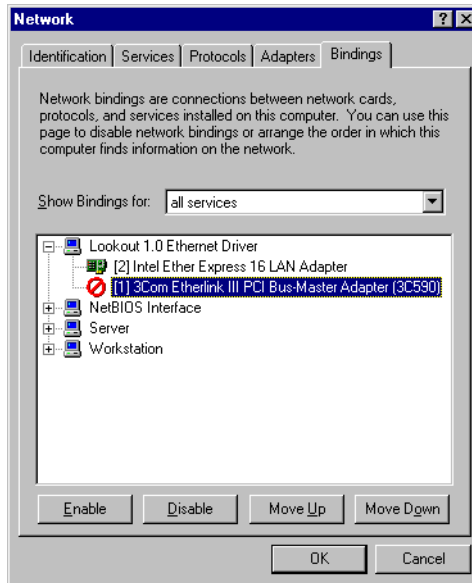 Network
Identification Services Protocols Adapters Bindings
Network bindings are connections between network cards,
protocols, and services installed on this computer. You can use this
page to disable network bindings or arrange the order in which this
computer finds information on the network.
Show Bindings for: all services
Lookout 1.0 Ethernet Driver
[2] Intel Ether Express 16 LAN Adapter
[1] 3Com Etherlink III PCI Bus-Master Adapter (3C590)
NetBIOS Interface
Server
Workstation
Enable Disable Move Up Move Down
OK Cancel